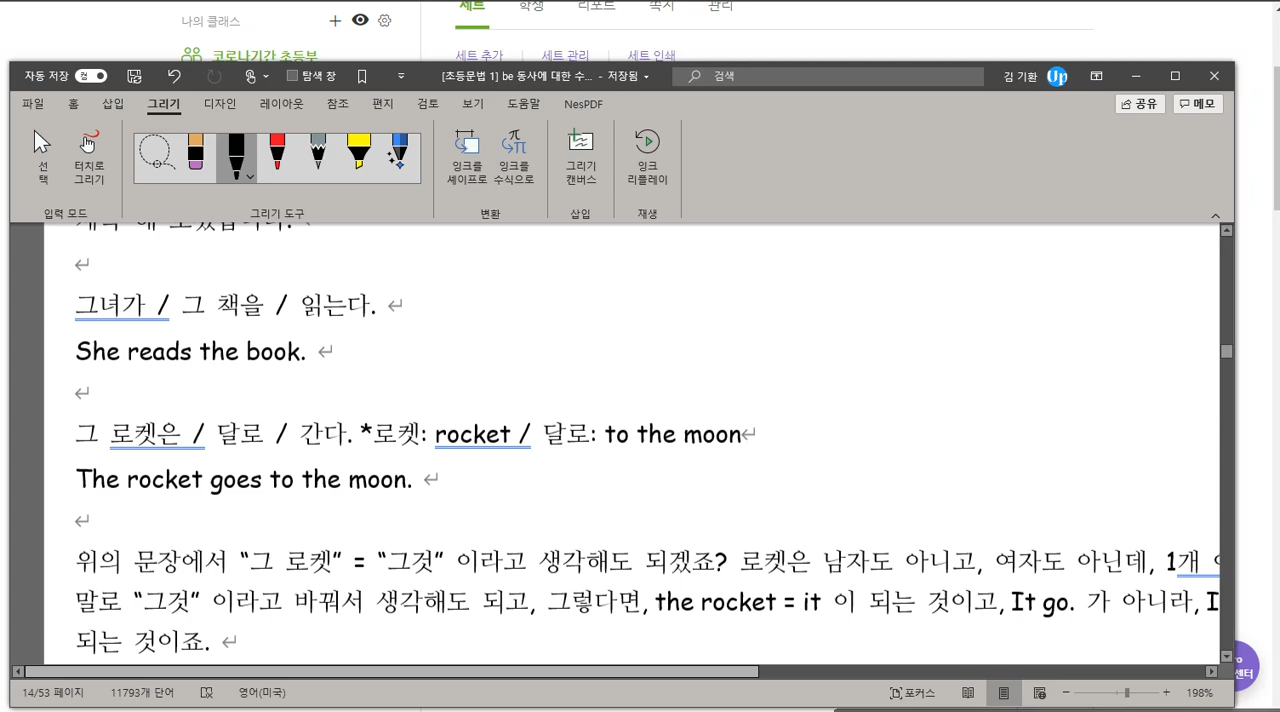 세트 학생 리포트 쪽지 관리
나의 클래스
코로나기간 초등부
세트 추가 세트 관리 세트 인쇄
자동 저장 [초등문법 1] be 동사에 대한 수... - 저장됨 검색 김 기환 Up
파일 홈 삽입 그리기 디자인 레이아웃 참조 편지 검토 보기 도움말 NesPDF 공유 메모
탐색 창
선택
터치로 그리기
잉크를 셰이프로
잉크를 수식으로
그리기 캔버스
잉크 리플레이
입력 모드 그리기 도구 변환 삽입 재생
그녀가 / 그 책을 / 읽는다.
She reads the book.
그 로켓은 / 달로 / 간다. *로켓: rocket / 달로: to the moon
The rocket goes to the moon.
위의 문장에서 “그 로켓” = “그것” 이라고 생각해도 되겠죠? 로켓은 남자도 아니고, 여자도 아닌데, 1개
말로 “그것” 이라고 바꿔서 생각해도 되고, 그렇다면, the rocket = it 이 되는 것이고, It go. 가 아니라,
되는 것이죠.
센터
14/53 페이지 11793개 단어 영어(미국) 포커스 198%